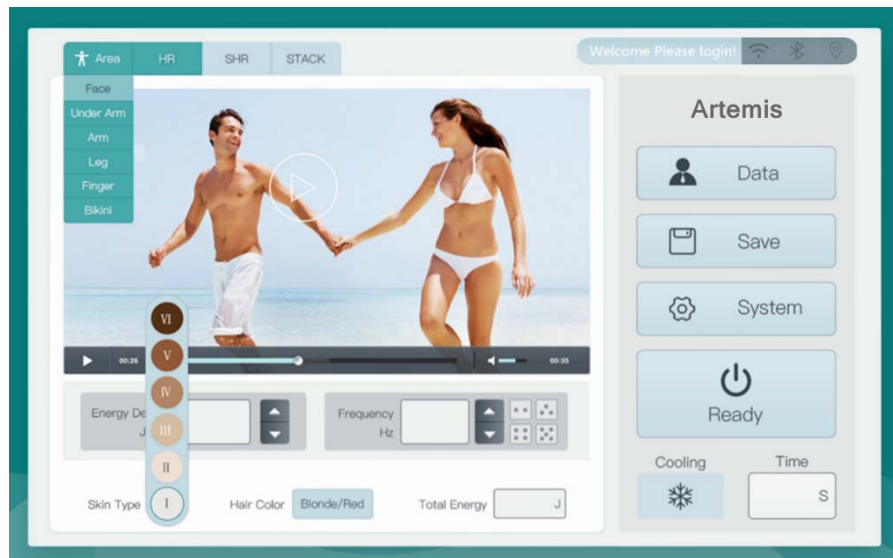 Area HR SHR STACK
Welcome Please login!
Face
Under Arm
Arm
Leg
Finger
Bikini
Artemis
Data
Save
System
Ready
VI
V
IV
III
II
I
00:26
00:35
Energy De
J
Frequency
Hz
Skin Type
Hair Color Blonde/Red
Total Energy J
Cooling Time
S